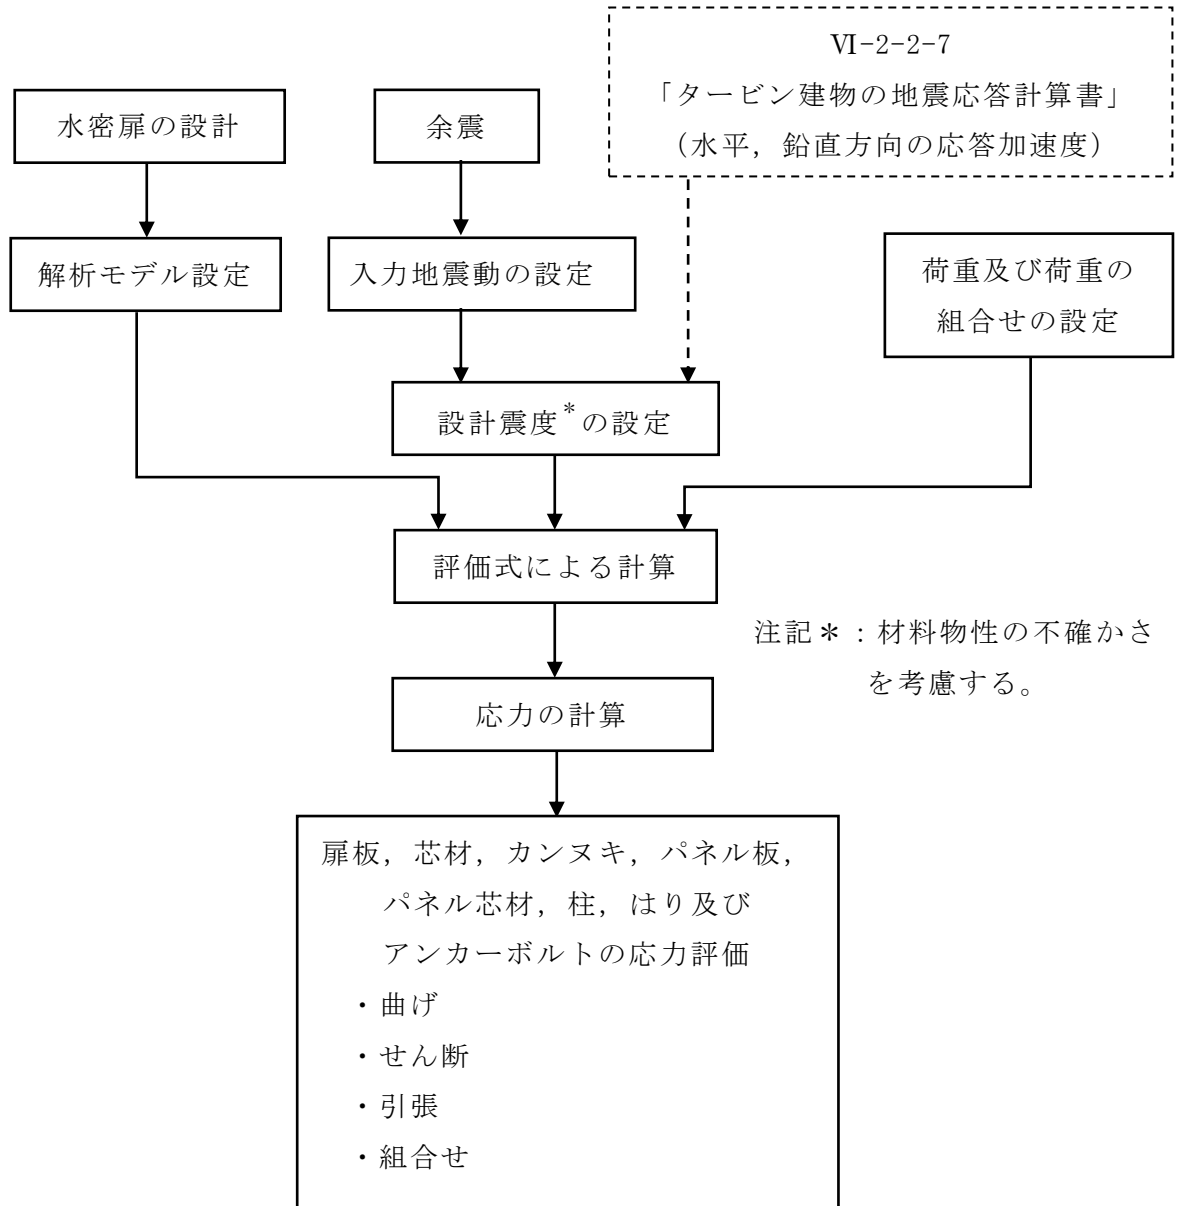 Ⅵ-2-2-7
「タービン建物の地震応答計算書」
（水平，鉛直方向の応答加速度）
水密扉の設計
余震
解析モデル設定
入力地震動の設定
荷重及び荷重の
組合せの設定
設計震度*の設定
評価式による計算
注記＊：材料物性の不確かさ
を考慮する。
応力の計算
扉板，芯材，カンヌキ，パネル板，
パネル芯材，柱，はり及び
アンカーボルトの応力評価
・曲げ
・せん断
・引張
・組合せ